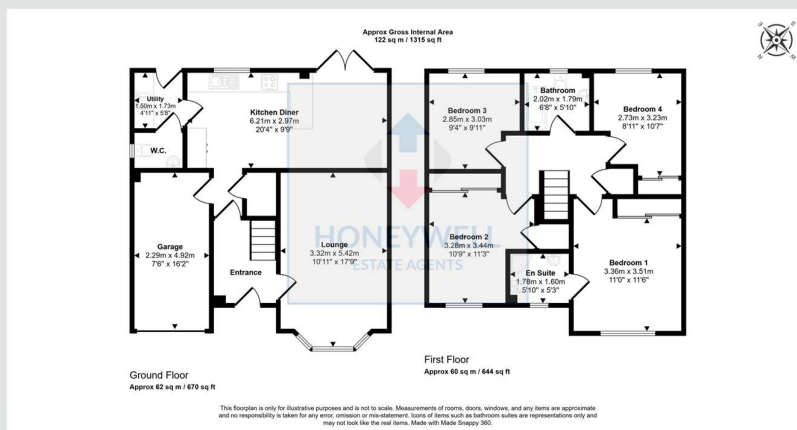 Approx Gross Internal Area
122 sq m / 1315 sq ft
Utility
1.50m x 1.73m
4'11" x 5'8"
W.C.
Kitchen Diner
6.21m x 2.97m
20'4" x 9'9"
Garage
2.29m x 4.92m
7'6" x 16'2"
Entrance
Lounge
3.32m x 5.42m
10'11" x 17'9"
Ground Floor
Approx 62 sq m / 670 sq ft
Bedroom 3
2.85m x 3.03m
9'4" x 9'11"
Bathroom
2.02m x 1.79m
6'8" x 5'10"
Bedroom 4
2.73m x 3.23m
8'11" x 10'7"
Bedroom 2
3.28m x 3.44m
10'9" x 11'3"
En Suite
1.78m x 1.60m
5'10" x 5'3"
Bedroom 1
3.36m x 3.51m
11'0" x 11'6"
First Floor
Approx 60 sq m / 644 sq ft
HONEYWELL
ESTATE AGENTS
This floorplan is only for illustrative purposes and is not to scale. Measurements of rooms, doors, windows, and any items are approximate
and no responsibility is taken for any error, omission or mis-statement. Icons of items such as bathroom suites are representations only and
may not look like the real items. Made with Made Snappy 360.